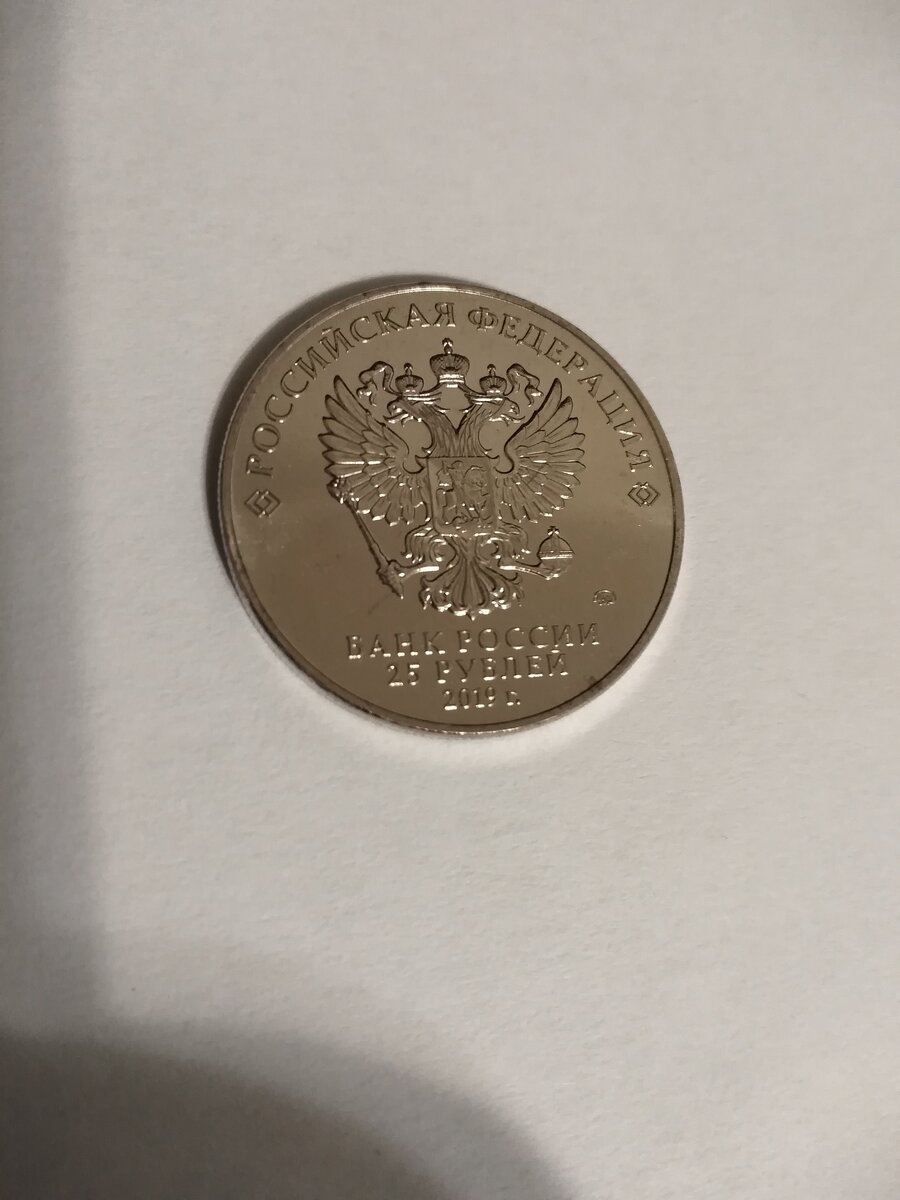 РОССИЙСКАЯ ФЕДЕРАЦИЯ
БАНК РОССИИ
25 РУБЛЕЙ
2019 г.